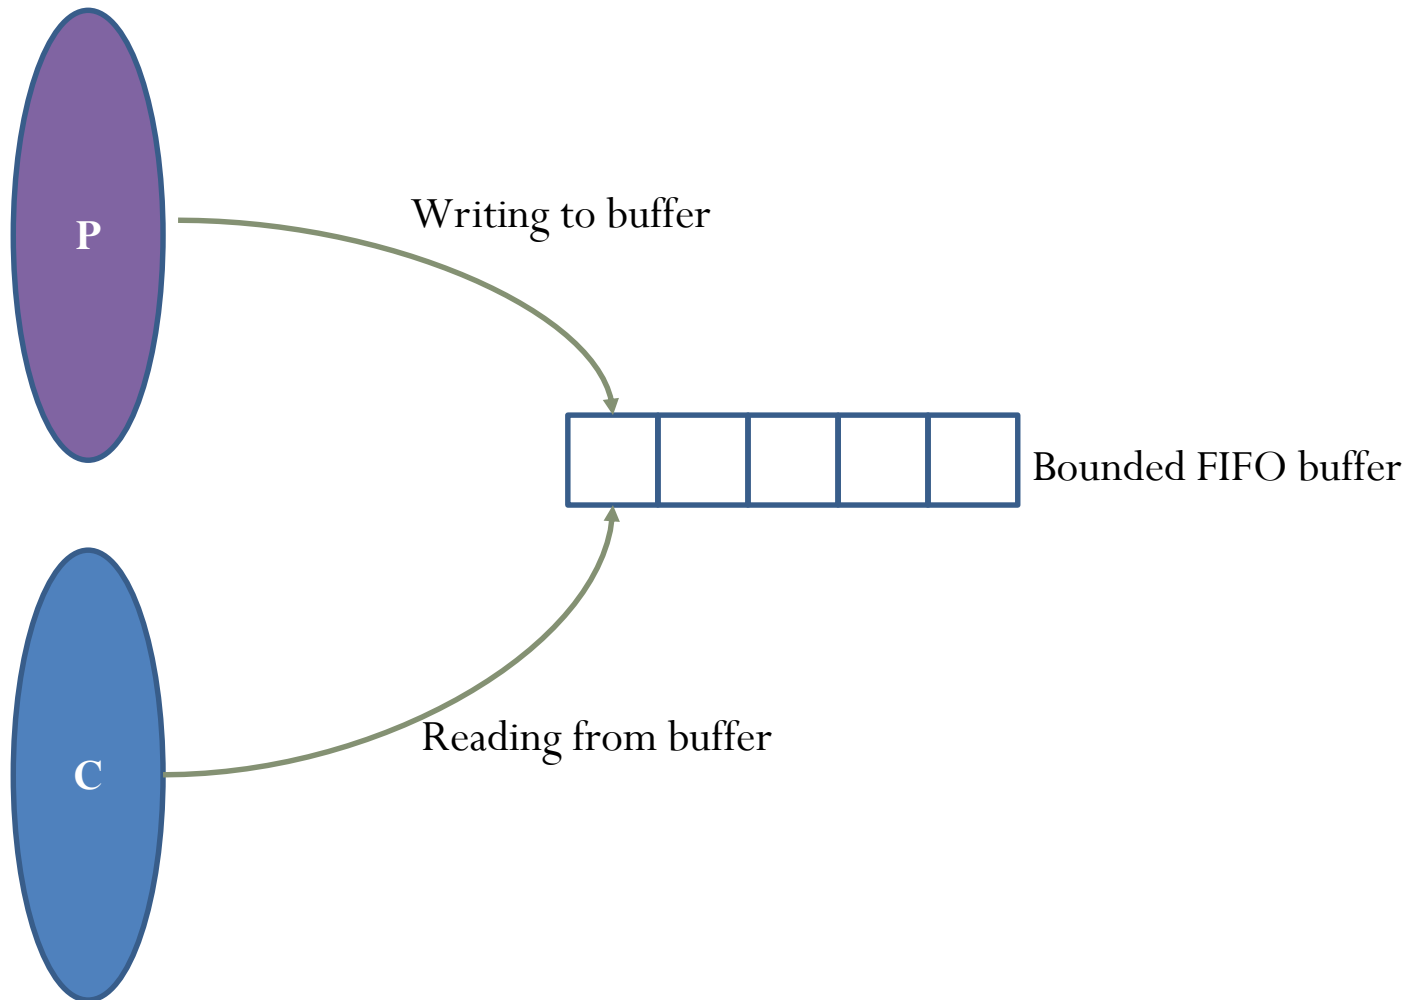 P
Writing to buffer
Bounded FIFO buffer
Reading from buffer
C